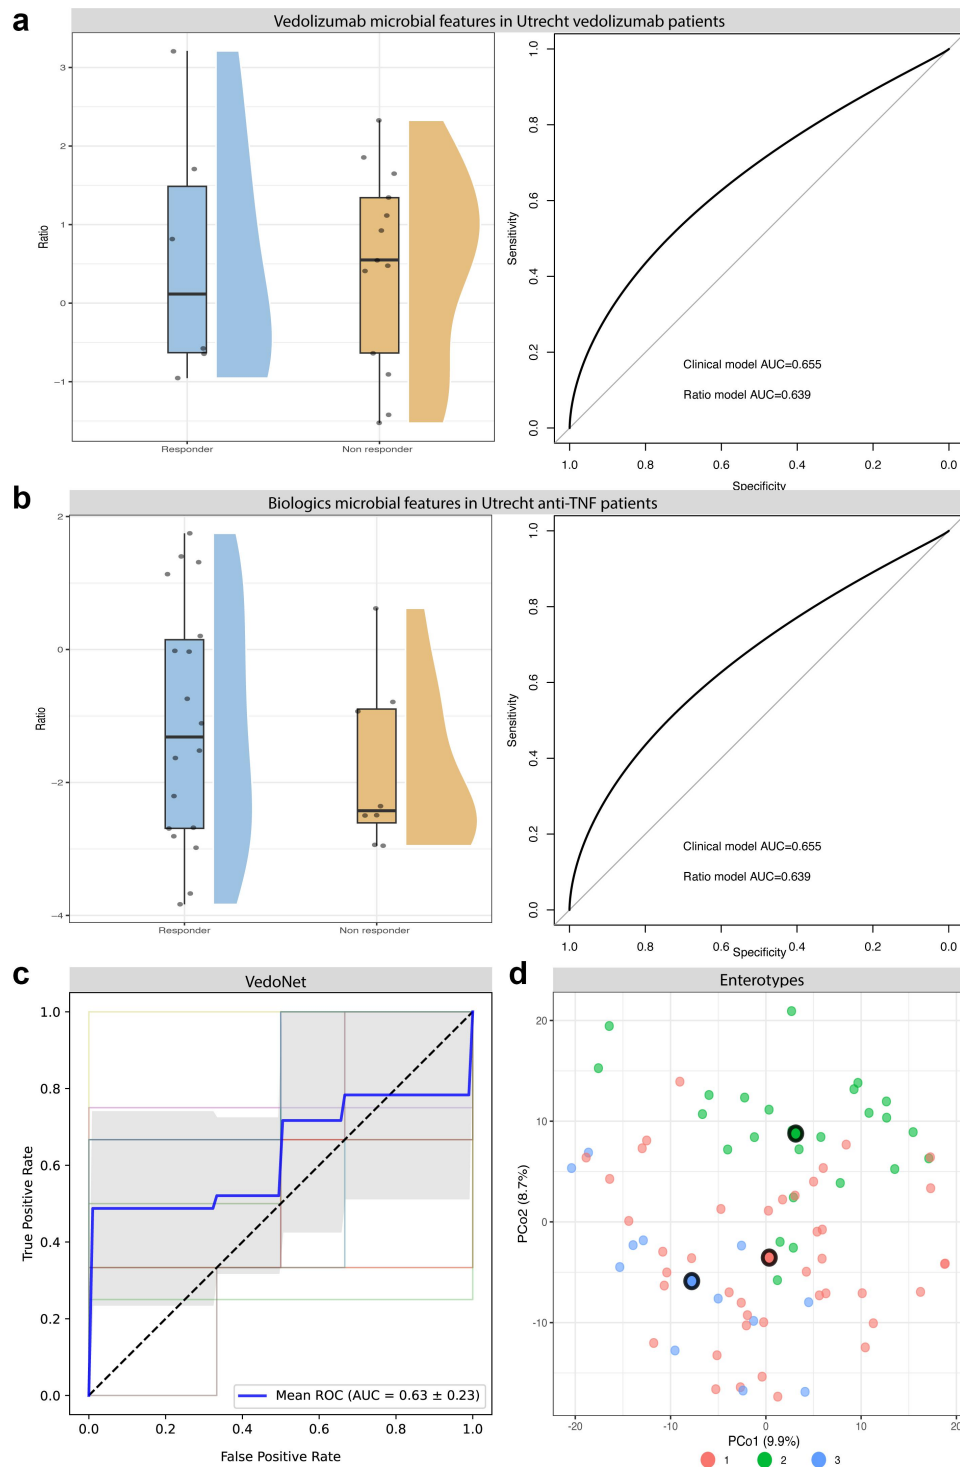 a
Vedolizumab microbial features in Utrecht vedolizumab patients
3
2
1
0
−1
Ratio
Responder
Non responder
1.0
0.8
0.6
0.4
0.2
0.0
Sensitivity
Clinical model AUC=0.655
Ratio model AUC=0.639
1.0 0.8 0.6 0.4 0.2 0.0
Specificity
b
Biologics microbial features in Utrecht anti-TNF patients
2
0
−2
−4
Ratio
Responder
Non responder
1.0
0.8
0.6
0.4
0.2
0.0
Sensitivity
Clinical model AUC=0.655
Ratio model AUC=0.639
1.0 0.8 0.6 0.4 0.2 0.0
Specificity
c
VedoNet
1.0
0.8
0.6
0.4
0.2
0.0
True Positive Rate
Mean ROC (AUC = 0.63 ± 0.23)
0.0 0.2 0.4 0.6 0.8 1.0
False Positive Rate
d
Enterotypes
20
10
0
-10
PCo2 (8.7%)
-20 -10 0 10 20
PCo1 (9.9%)
1 2 3